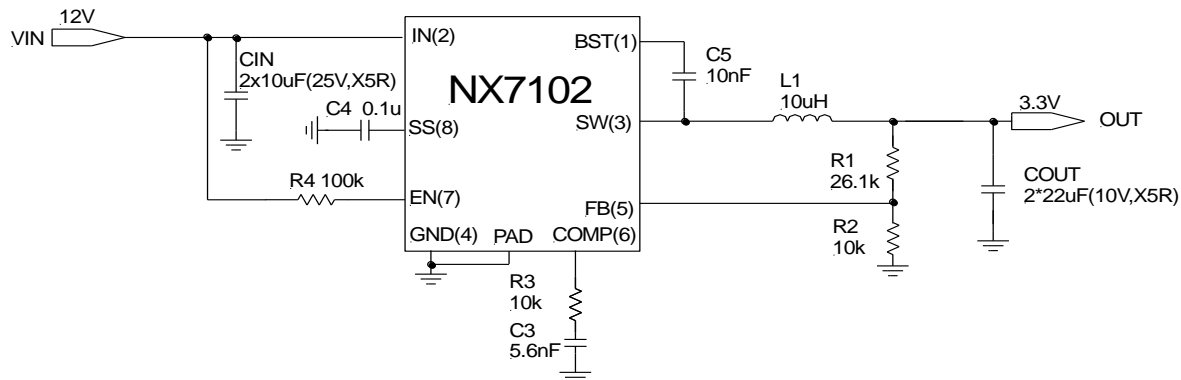 12V
VIN
CIN
2x10uF(25V,X5R)
C4 0.1u
R4 100k
IN(2)
BST(1)
NX7102
SS(8)
SW(3)
EN(7)
FB(5)
GND(4)
PAD
COMP(6)
C5
10nF
L1
10uH
3.3V
OUT
R1
26.1k
COUT
2*22uF(10V,X5R)
R2
10k
R3
10k
C3
5.6nF